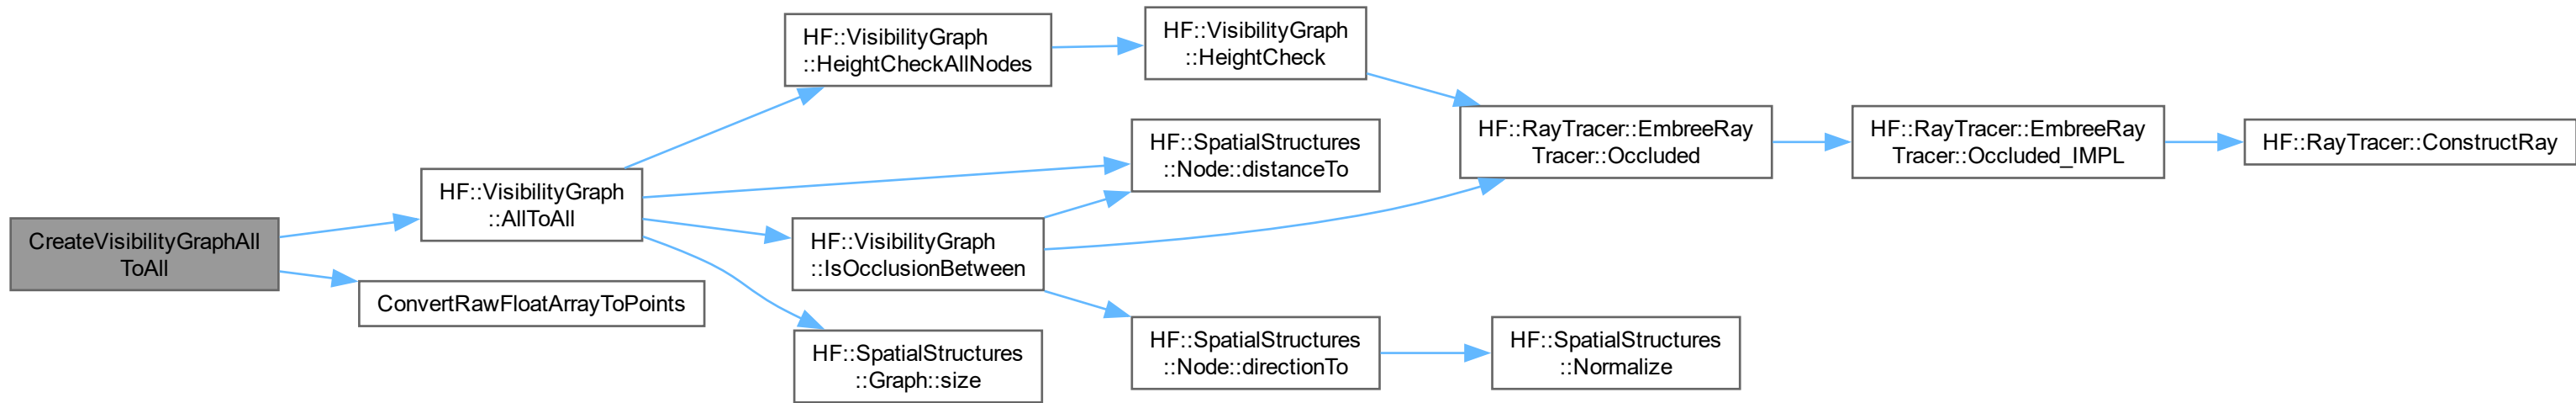 CreateVisibilityGraphAll
ToAll
HF::VisibilityGraph
::AllToAll
ConvertRawFloatArrayToPoints
HF::VisibilityGraph
::HeightCheckAllNodes
HF::VisibilityGraph
::IsOcclusionBetween
HF::SpatialStructures
::Graph::size
HF::VisibilityGraph
::HeightCheck
HF::SpatialStructures
::Node::distanceTo
HF::SpatialStructures
::Node::directionTo
HF::RayTracer::EmbreeRay
Tracer::Occluded
HF::SpatialStructures
::Normalize
HF::RayTracer::EmbreeRay
Tracer::Occluded_IMPL
HF::RayTracer::ConstructRay